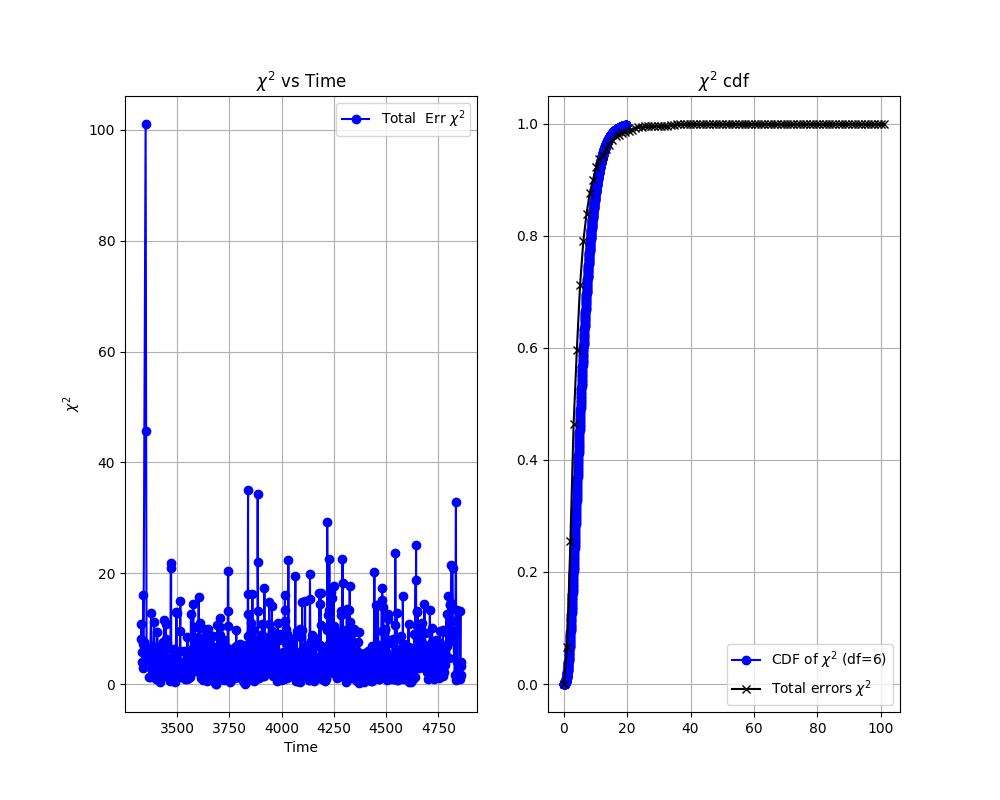 χ² vs Time
Total  Err χ²
100
80
60
40
20
0
χ²
3500 3750 4000 4250 4500 4750
Time
χ² cdf
1.0
0.8
0.6
0.4
0.2
0.0
CDF of χ² (df=6)
Total errors χ²
0 20 40 60 80 100